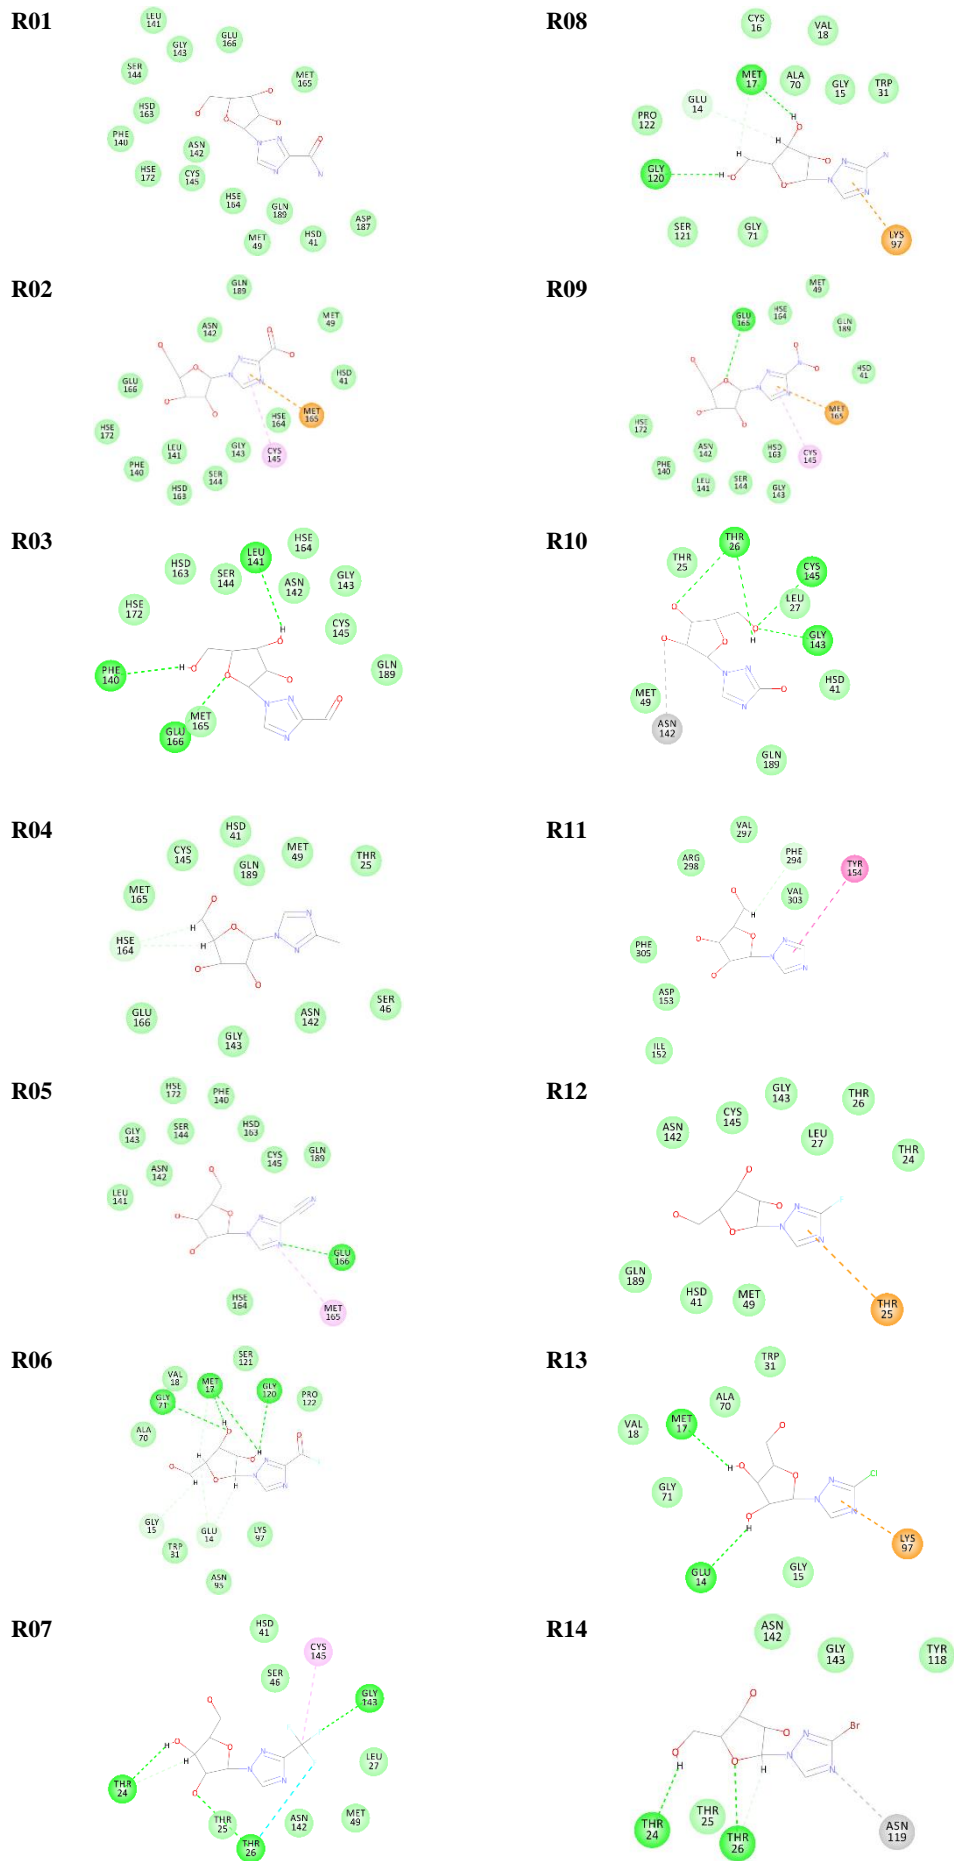 R01
LEU 141
GLY 143
GLU 166
SER 144
MET 165
HSD 163
PHE 140
ASN 142
HSE 172
CYS 145
HSE 164
GLN 189
ASP 187
MET 49
HSD 41
R08
CYS 16
VAL 18
MET 17
ALA 70
GLY 15
TRP 31
GLU 14
PRO 122
GLY 120
SER 121
GLY 71
LYS 97
R02
GLN 189
ASN 142
MET 49
HSD 41
GLU 166
MET 165
HSE 164
HSE 172
LEU 141
GLY 143
CYS 145
PHE 140
SER 144
HSD 163
R09
MET 49
GLU 165
HSE 164
GLN 189
HSD 41
MET 165
HSE 172
ASN 142
HSD 163
CYS 145
PHE 140
LEU 141
SER 144
GLY 143
R03
LEU 141
HSE 164
HSD 163
SER 144
ASN 142
GLY 143
HSE 172
CYS 145
GLN 189
PHE 140
MET 165
GLU 166
R10
THR 26
THR 25
CYS 145
LEU 27
GLY 143
HSD 41
MET 49
ASN 142
GLN 189
R04
HSD 41
CYS 145
GLN 189
MET 49
THR 25
MET 165
HSE 164
GLU 166
GLY 143
ASN 142
SER 46
R11
VAL 297
ARG 298
PHE 294
TYR 154
VAL 303
PHE 305
ASP 153
ILE 152
R05
HSE 172
PHE 140
GLY 143
SER 144
HSD 163
CYS 145
GLN 189
ASN 142
LEU 141
GLU 166
HSE 164
MET 165
R12
GLY 143
THR 26
ASN 142
CYS 145
LEU 27
THR 24
GLN 189
HSD 41
MET 49
THR 25
F
R06
SER 121
VAL 18
MET 17
GLY 120
GLY 71
PRO 122
ALA 70
GLY 15
GLU 14
LYS 97
TRP 31
ASN 95
R13
TRP 31
ALA 70
MET 17
VAL 18
GLY 71
Cl
LYS 97
GLU 14
GLY 15
R07
HSD 41
CYS 145
SER 46
GLY 143
LEU 27
THR 24
THR 25
ASN 142
MET 49
THR 26
R14
ASN 142
GLY 143
TYR 118
Br
THR 24
THR 25
THR 26
ASN 119